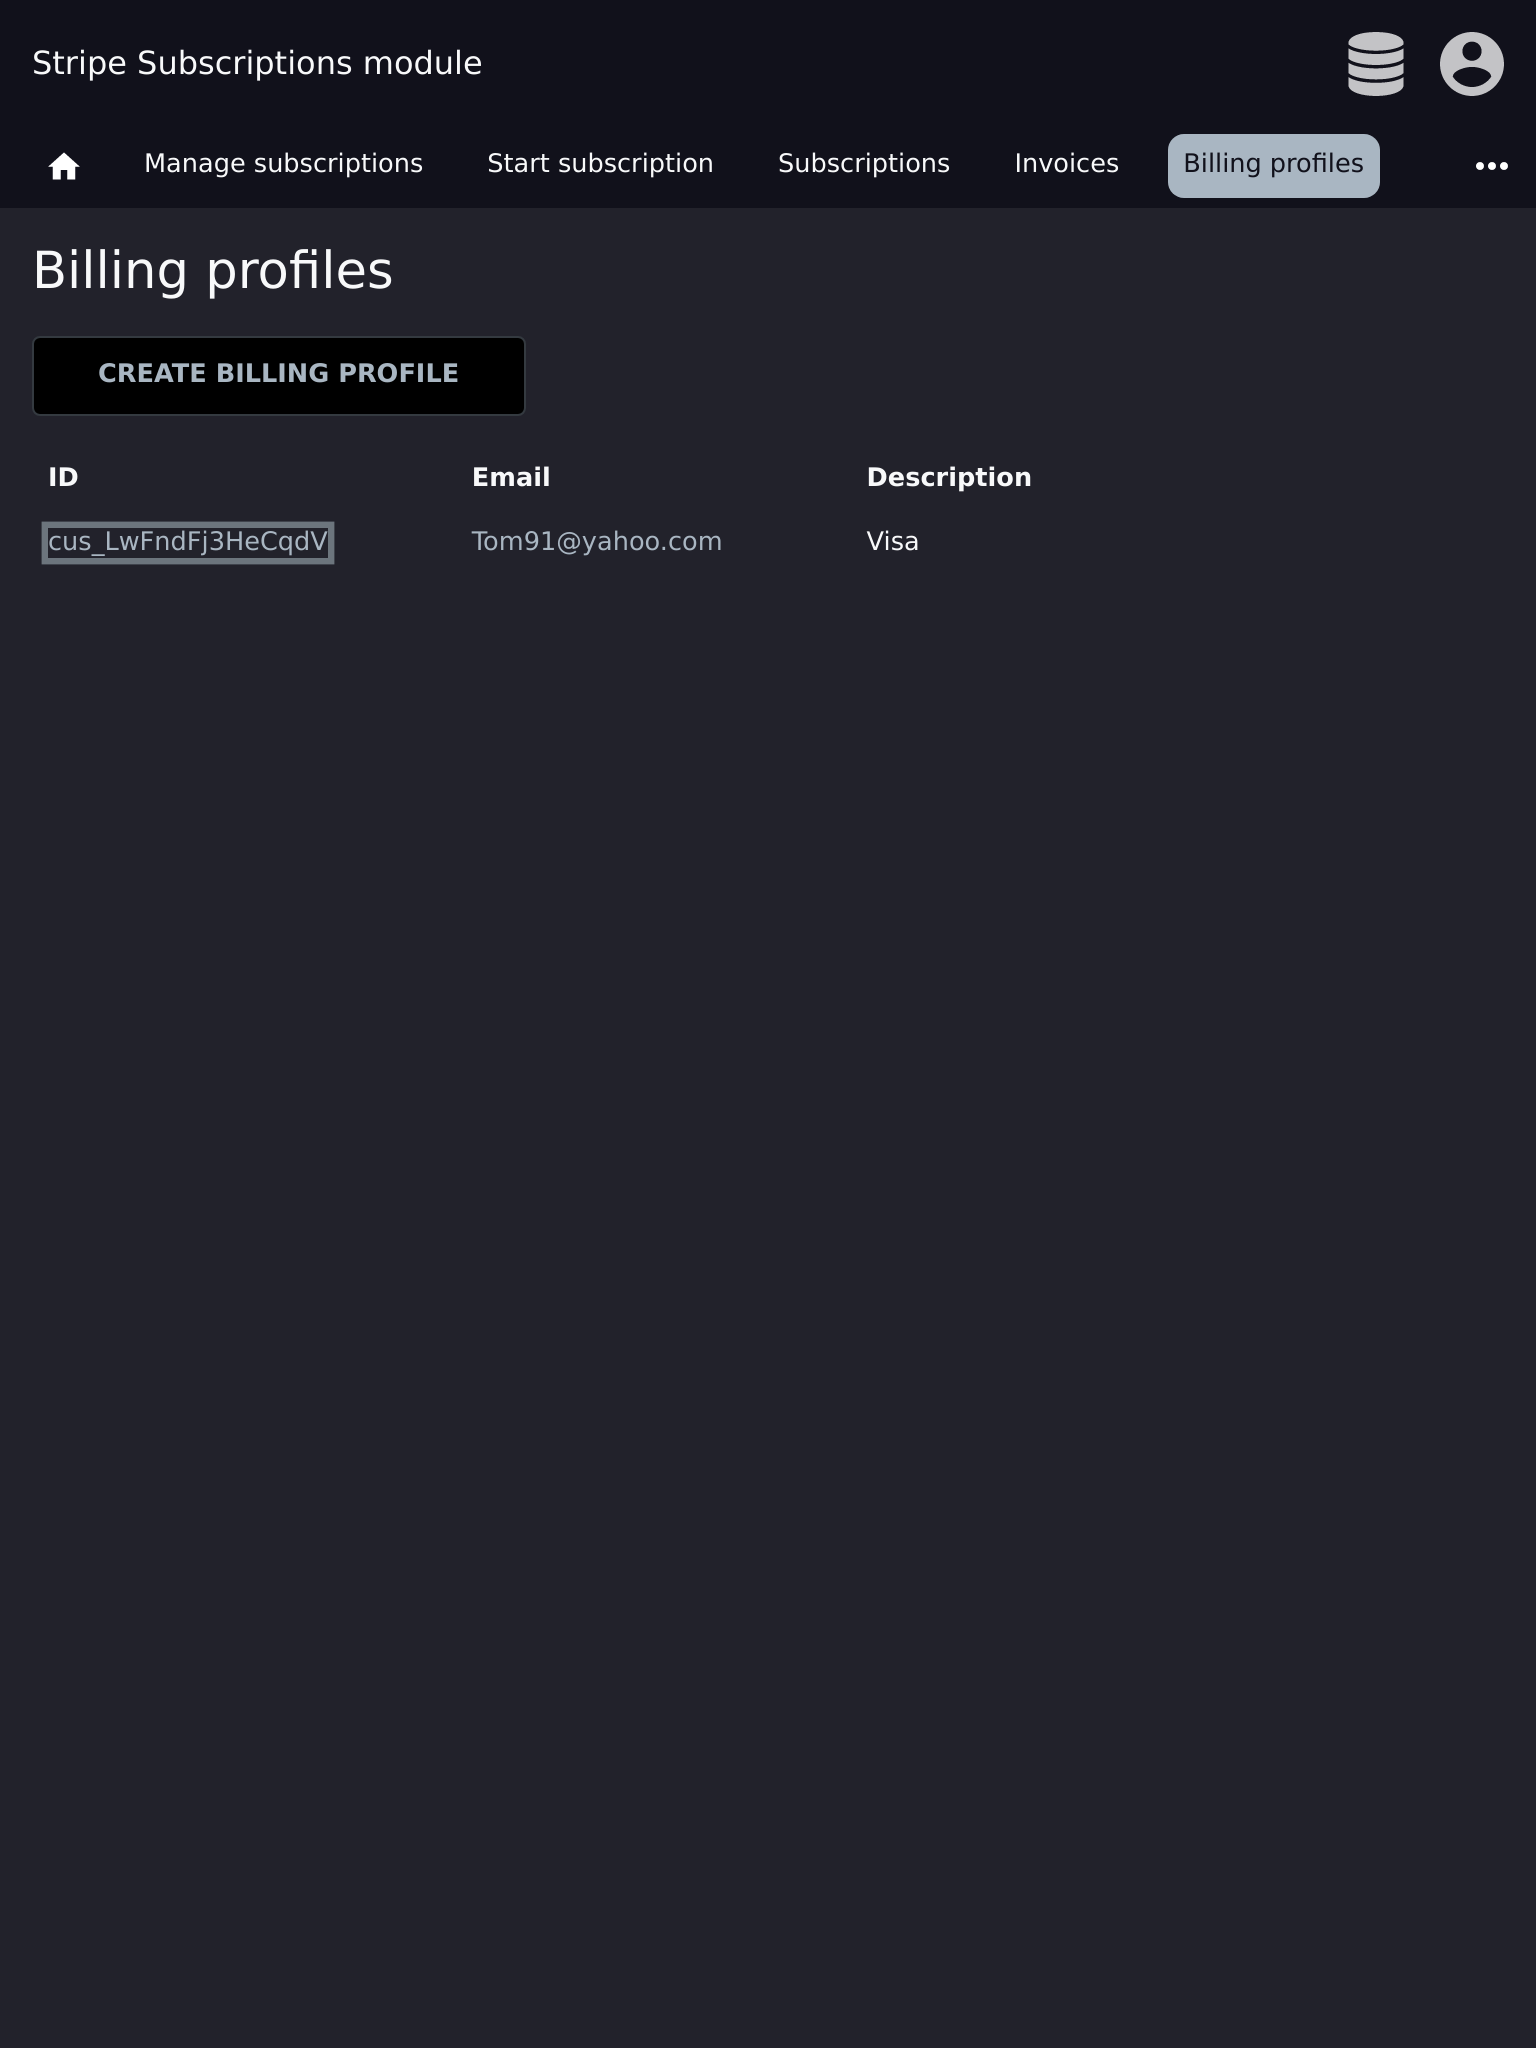 Stripe Subscriptions module
Manage subscriptions Start subscription Subscriptions Invoices Billing profiles
Billing profiles
CREATE BILLING PROFILE
ID Email Description
cus_LwFndFj3HeCqdV Tom91@yahoo.com Visa